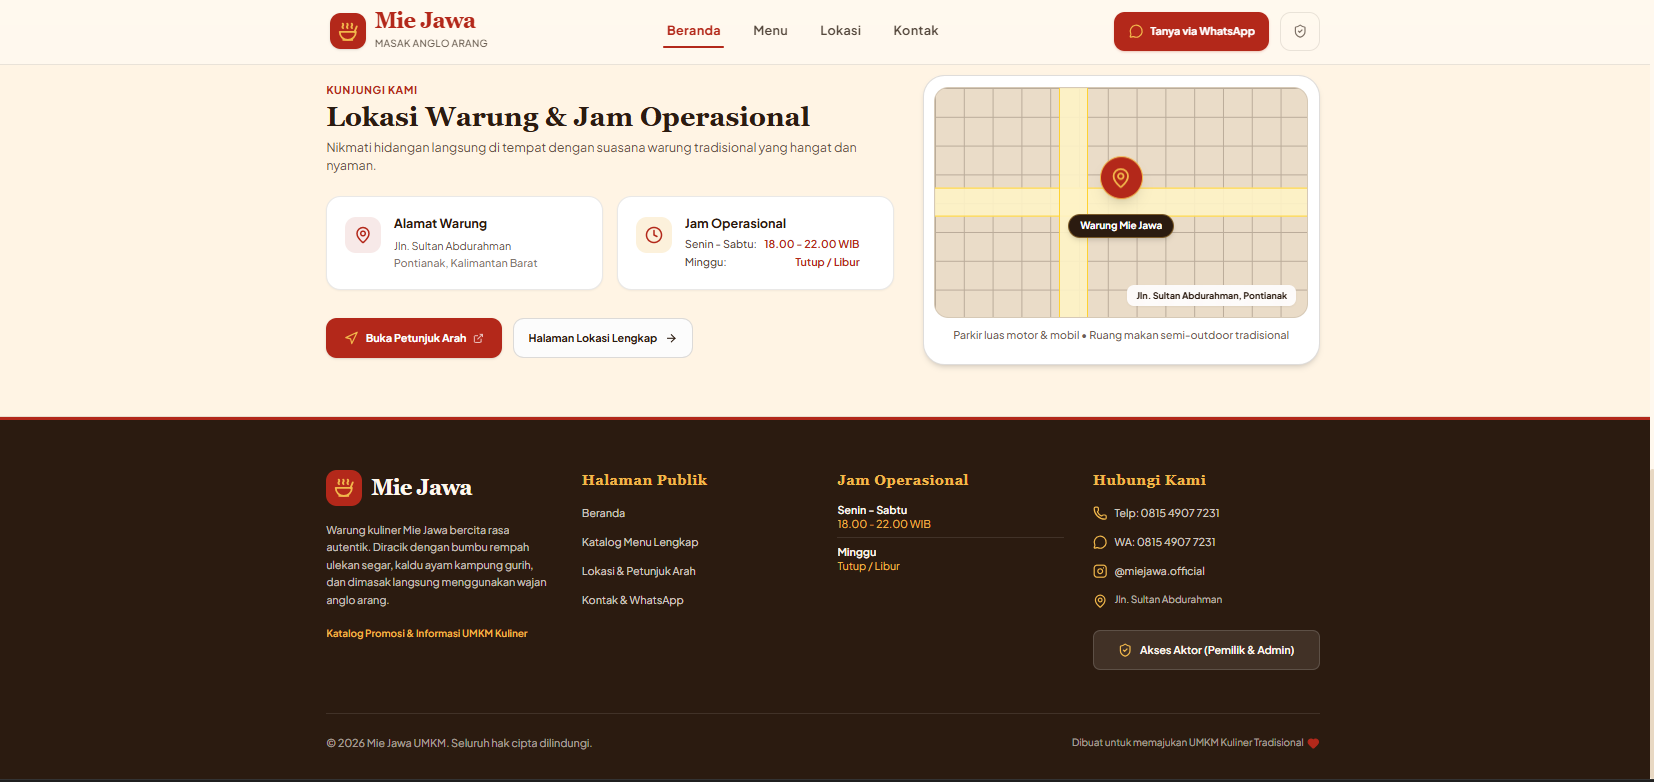 Mie Jawa
MASAK ANGLO ARANG
Beranda
Menu
Lokasi
Kontak
Tanya via WhatsApp
KUNJUNGI KAMI
Lokasi Warung & Jam Operasional
Nikmati hidangan langsung di tempat dengan suasana warung tradisional yang hangat dan
nyaman.
Alamat Warung
Jln. Sultan Abdurahman
Pontianak, Kalimantan Barat
Jam Operasional
Senin - Sabtu: 18.00 - 22.00 WIB
Minggu: Tutup / Libur
Buka Petunjuk Arah
Halaman Lokasi Lengkap
Warung Mie Jawa
Jln. Sultan Abdurahman, Pontianak
Parkir luas motor & mobil • Ruang makan semi-outdoor tradisional
Mie Jawa
Warung kuliner Mie Jawa bercita rasa
autentik. Diracik dengan bumbu rempah
ulekan segar, kaldu ayam kampung gurih,
dan dimasak langsung menggunakan wajan
anglo arang.
Katalog Promosi & Informasi UMKM Kuliner
Halaman Publik
Beranda
Katalog Menu Lengkap
Lokasi & Petunjuk Arah
Kontak & WhatsApp
Jam Operasional
Senin - Sabtu
18.00 - 22.00 WIB
Minggu
Tutup / Libur
Hubungi Kami
Telp: 0815 4907 7231
WA: 0815 4907 7231
@miejawa.official
Jln. Sultan Abdurahman
Akses Aktor (Pemilik & Admin)
© 2026 Mie Jawa UMKM. Seluruh hak cipta dilindungi.
Dibuat untuk memajukan UMKM Kuliner Tradisional